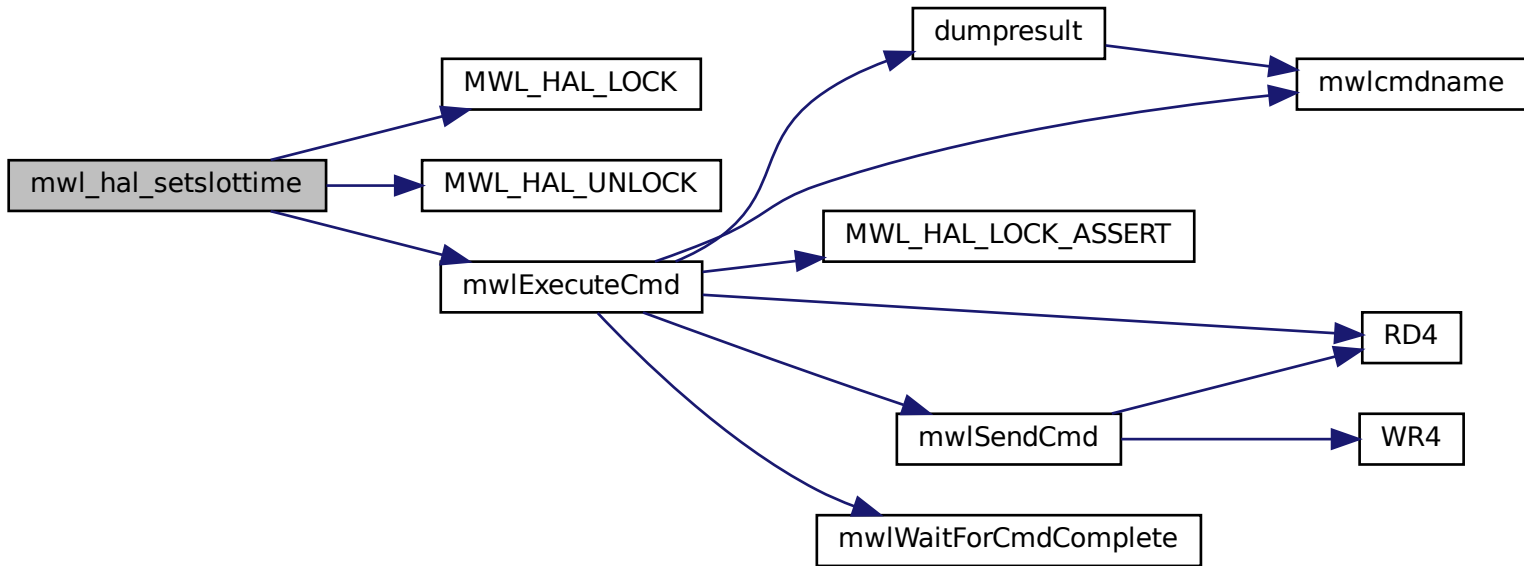 dumpresult
MWL_HAL_LOCK
mwlcmdname
mwl_hal_setslottime
MWL_HAL_UNLOCK
MWL_HAL_LOCK_ASSERT
mwlExecuteCmd
RD4
mwlSendCmd
WR4
mwlWaitForCmdComplete